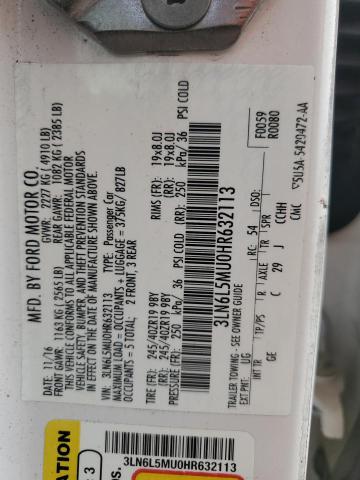 MFD. BY FORD MOTOR CO.
11/16 GVWR: 2227 KG ( 4910 LB)
FRONT GAWR: 1163 KG ( 2565 LB) REAR GAWR: 1082 KG ( 2385 LB)
THIS VEHICLE CONFORMS TO ALL APPLICABLE FEDERAL MOTOR
VEHICLE SAFETY, BUMPER, AND THEFT PREVENTION STANDARDS
IN EFFECT ON THE DATE OF MANUFACTURE SHOWN ABOVE.
VIN: 3LN6L5MU0HR632113 TYPE: Passenger Car
MAXIMUM LOAD = OCCUPANTS + LUGGAGE = 375KG/ 827LB
OCCUPANTS = 5 TOTAL: 2 FRONT, 3 REAR
TIRE (FR): 245/40ZR19 98Y RIMS (FR): 19x8.0J
TIRE (RR): 245/40ZR19 98Y (RR): 19x8.0J
PRESSURE (FR): 250 kPa/ 36 PSI COLD (RR): 250 kPa/ 36 PSI COLD
3LN6L5MU0HR632113
TRAILER TOWING - SEE OWNER GUIDE
EXT PNT: UG RC: 54 DSO: F0059
R0080
INT TR TP/PS R AXLE TR SPR
GE C 29 J CEHH
CMC
5U5A-5420472-AA
3LN6L5MU0HR632113
3